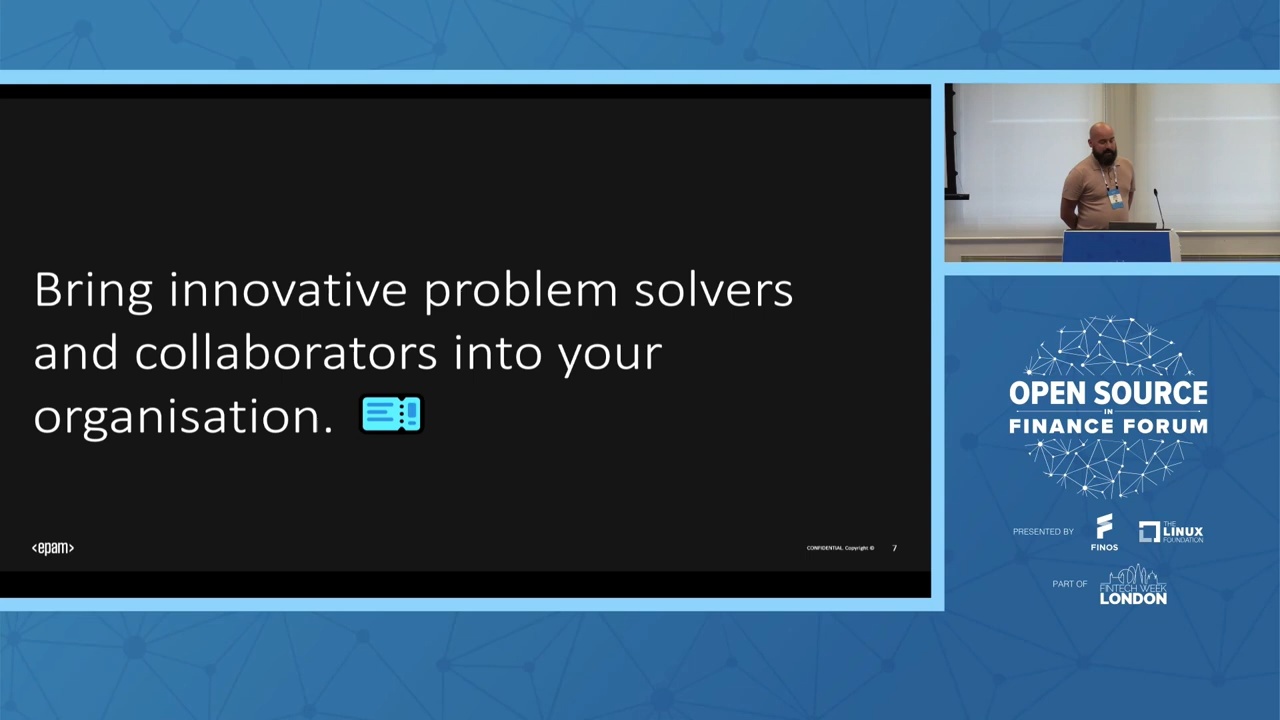 Bring innovative problem solvers
and collaborators into your
organisation.
<epam>
CONFIDENTIAL Copyright ©
7
OPEN SOURCE
IN
FINANCE FORUM
PRESENTED BY
FINOS
THE
LINUX
FOUNDATION
PART OF
FINTECH WEEK
LONDON